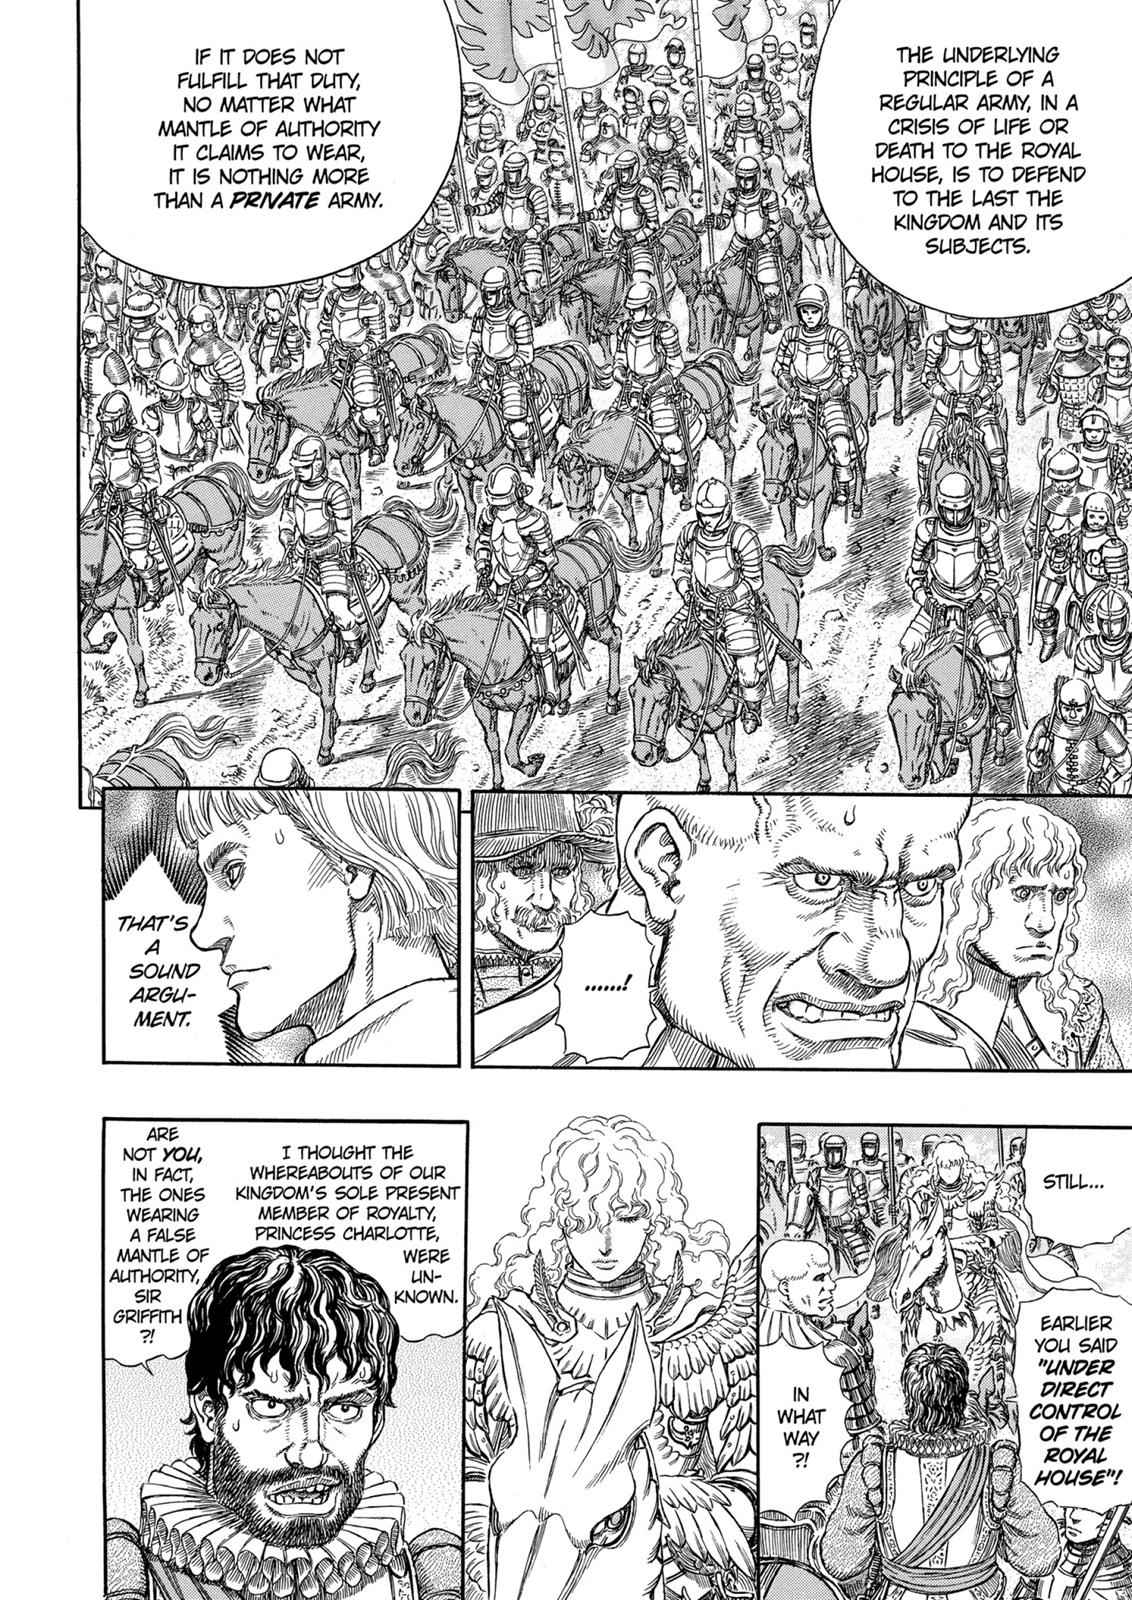 THE UNDERLYING
PRINCIPLE OF A
REGULAR ARMY, IN A
CRISIS OF LIFE OR
DEATH TO THE ROYAL
HOUSE, IS TO DEFEND
TO THE LAST THE
KINGDOM AND ITS
SUBJECTS.
IF IT DOES NOT
FULFILL THAT DUTY,
NO MATTER WHAT
MANTLE OF AUTHORITY
IT CLAIMS TO WEAR,
IT IS NOTHING MORE
THAN A PRIVATE ARMY.
......!
THAT'S
A
SOUND
ARGU-
MENT.
STILL...
EARLIER
YOU SAID
"UNDER
DIRECT
CONTROL
OF THE
ROYAL
HOUSE"!
IN
WHAT
WAY
?!
I THOUGHT THE
WHEREABOUTS OF OUR
KINGDOM'S SOLE PRESENT
MEMBER OF ROYALTY,
PRINCESS CHARLOTTE,
WERE
UN-
KNOWN.
ARE
NOT YOU,
IN FACT,
THE ONES
WEARING
A FALSE
MANTLE OF
AUTHORITY,
SIR
GRIFFITH
?!